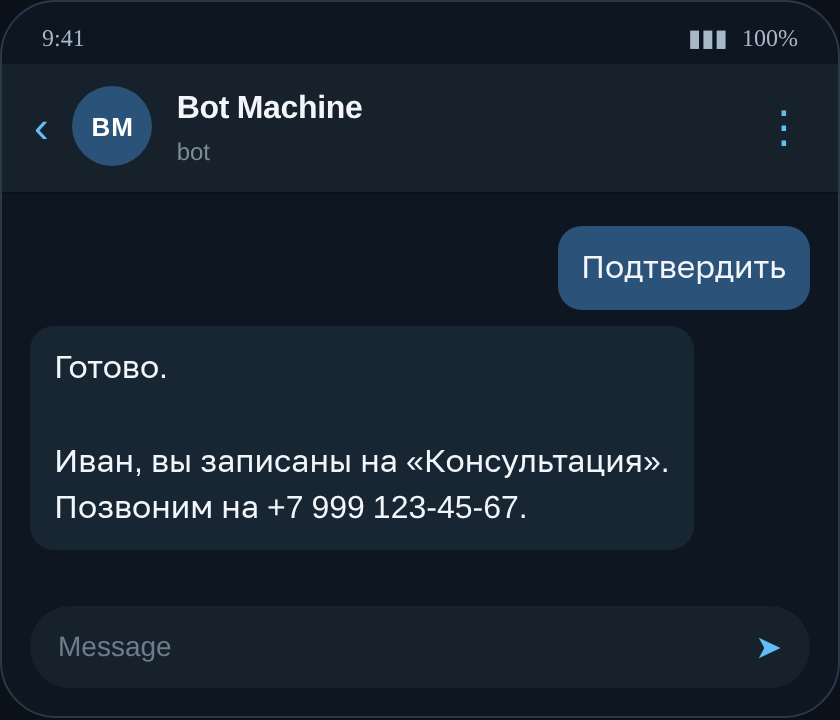 9:41
100%
BM
Bot Machine
bot
Подтвердить
Готово.
Иван, вы записаны на «Консультация».
Позвоним на +7 999 123-45-67.
Message